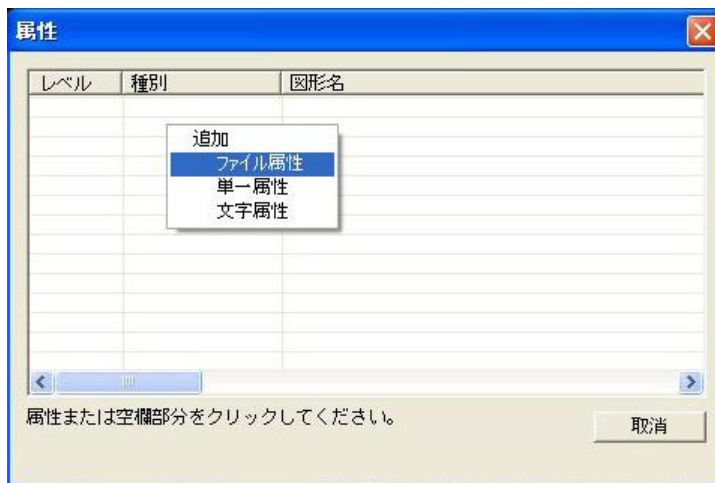 属性
レベル 種別 図形名
追加
ファイル属性
単一属性
文字属性
属性または空欄部分をクリックしてください。
取消